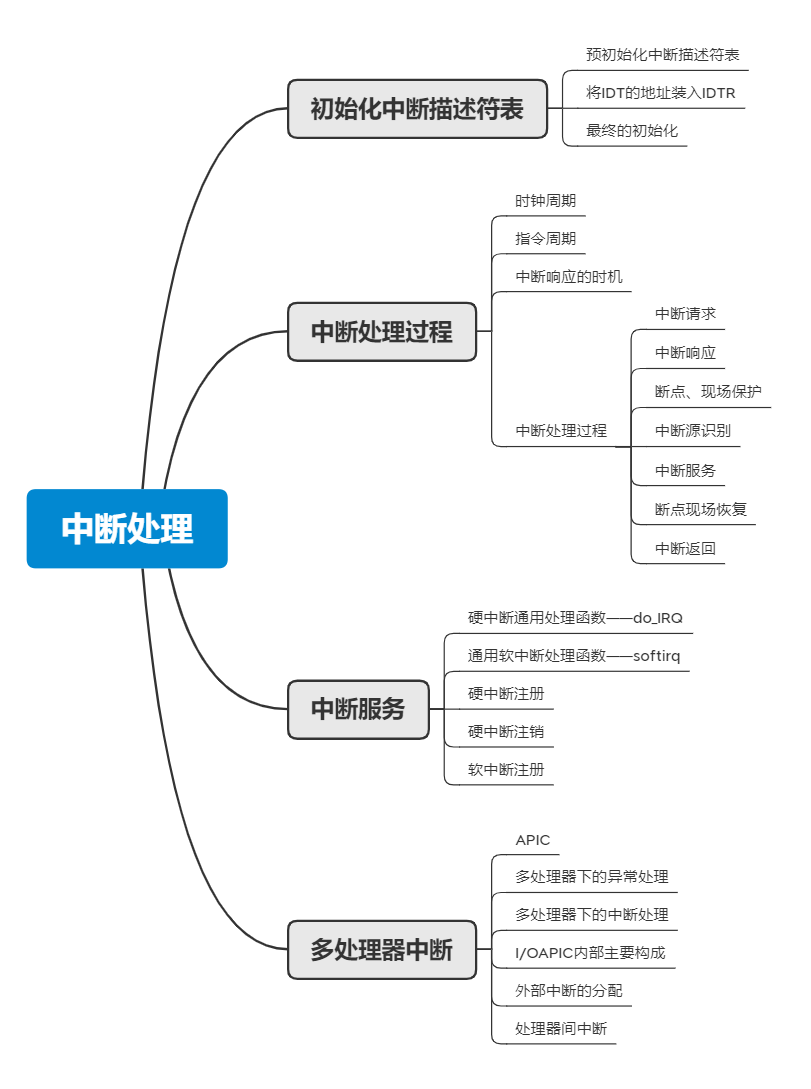 中断处理
初始化中断描述符表
预初始化中断描述符表
将IDT的地址装入IDTR
最终的初始化
中断处理过程
时钟周期
指令周期
中断响应的时机
中断处理过程
中断请求
中断响应
断点、现场保护
中断源识别
中断服务
断点现场恢复
中断返回
中断服务
硬中断通用处理函数——do_IRQ
通用软中断处理函数——softirq
硬中断注册
硬中断注销
软中断注册
多处理器中断
APIC
多处理器下的异常处理
多处理器下的中断处理
I/OAPIC内部主要构成
外部中断的分配
处理器间中断